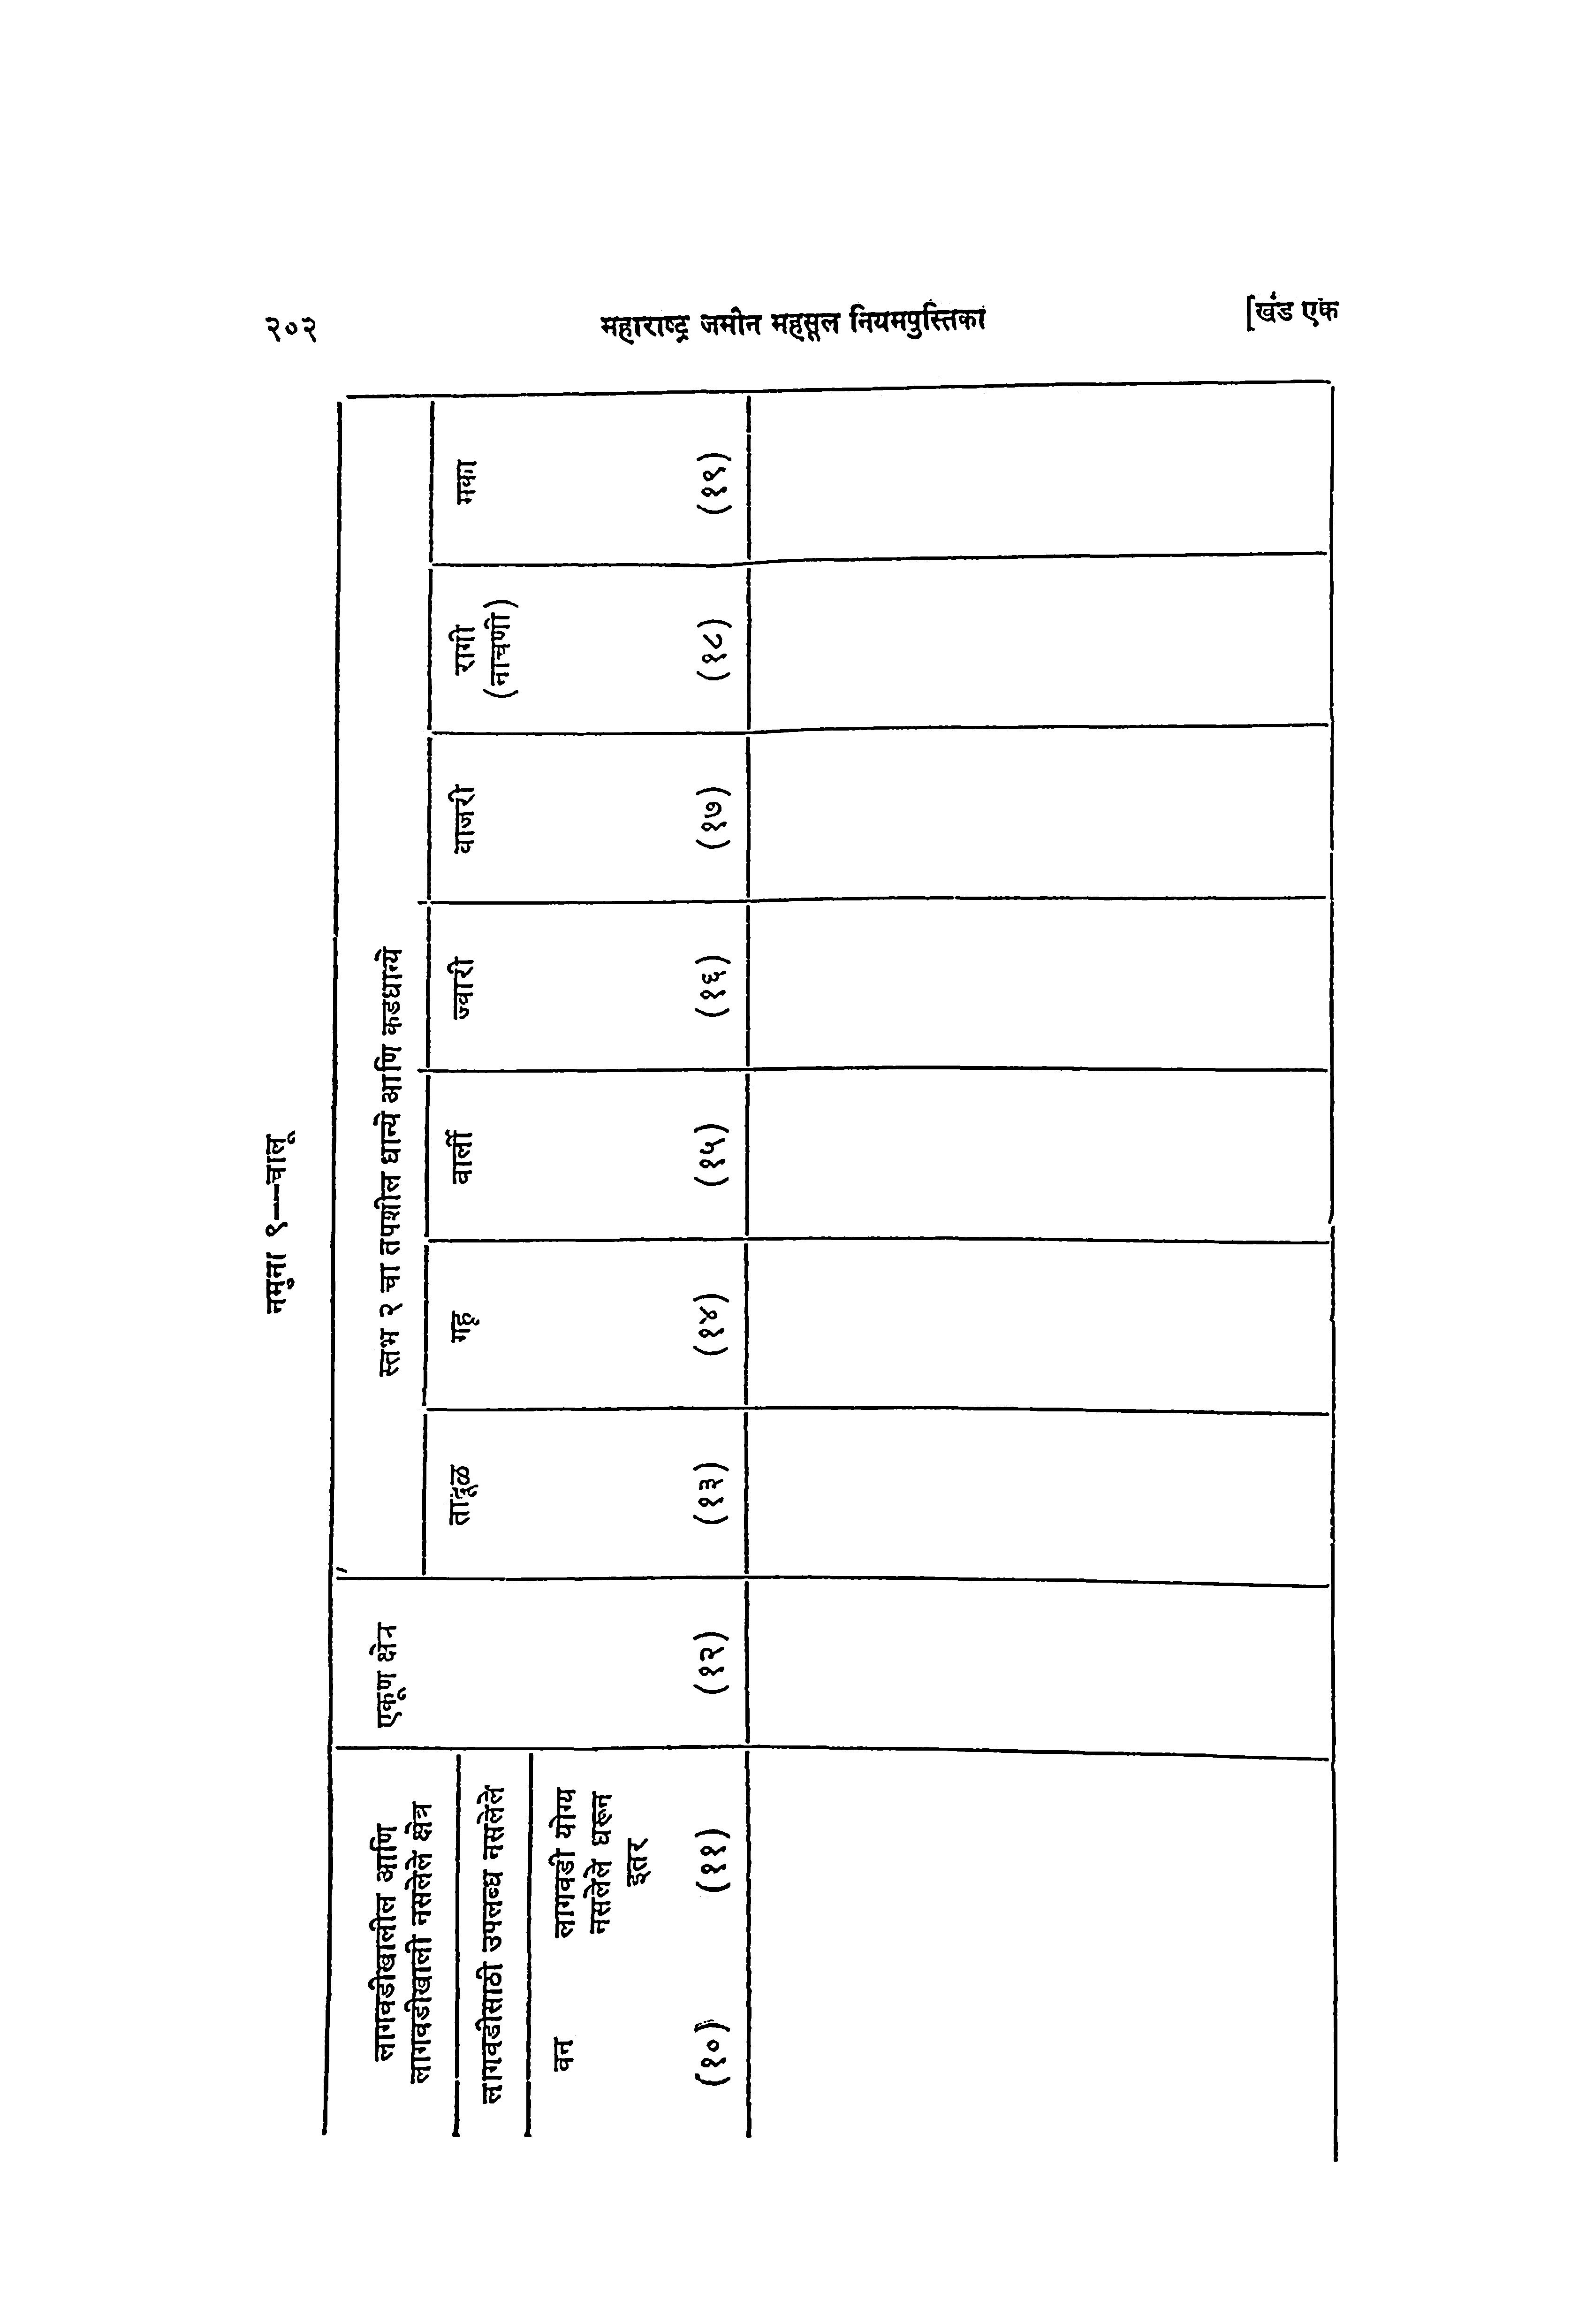 २०२ महाराष्ट्र जमीन महसूल नियमपुस्तिका [खंड एक
नमुना ९—चालू
लागवडीखालील आणि
लागवडीखाली नसलेले क्षेत्र
लागवडीसाठी उपलब्ध नसलेले
वन
(१०)
लागवडी योग्य
नसलेले धरून
इतर
(११)
एकूण क्षेत्र
(१२)
स्तभ २ चा तपशील धान्ये आणि कडधान्ये
तादूळ
(१३)
गहू
(१४)
वार्ली
(१५)
ज्वारी
(१६)
वाजरी
(१७)
रागी
(नाचणी)
(१८)
मका
(१९)